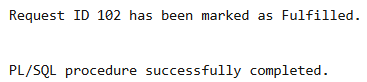 Request ID 102 has been marked as Fulfilled.
PL/SQL procedure successfully completed.